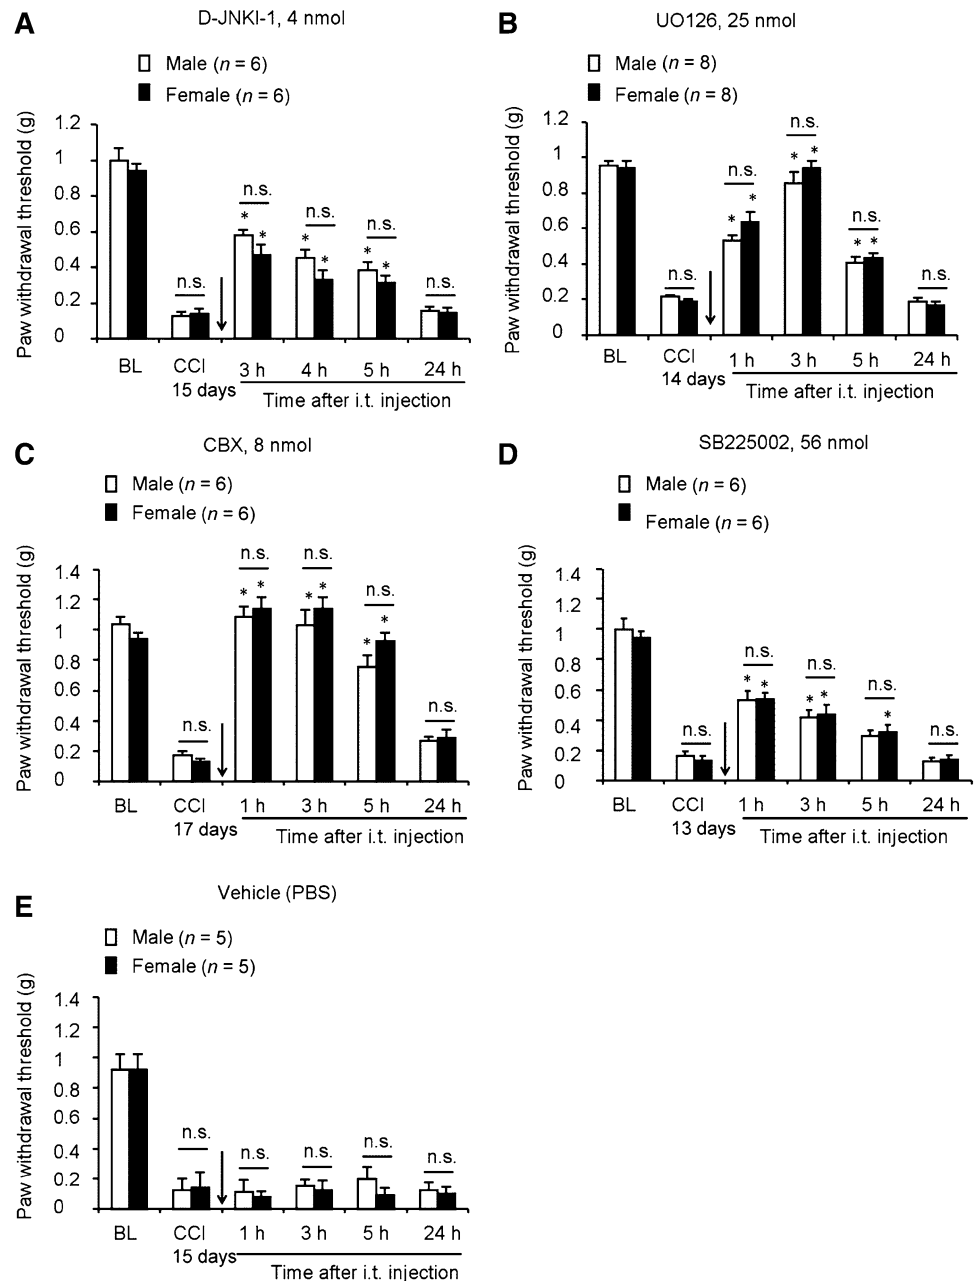 A
D-JNKI-1, 4 nmol
Male (n = 6)
Female (n = 6)
Paw withdrawal threshold (g)
1.2
1
0.8
0.6
0.4
0.2
0
n.s.
n.s.
* *
n.s.
* *
n.s.
* *
n.s.
BL
CCI
15 days
3 h
4 h
5 h
24 h
Time after i.t. injection
B
UO126, 25 nmol
Male (n = 8)
Female (n = 8)
Paw withdrawal threshold (g)
1.2
1
0.8
0.6
0.4
0.2
0
n.s.
n.s.
* *
n.s.
* *
n.s.
* *
n.s.
BL
CCI
14 days
1 h
3 h
5 h
24 h
Time after i.t. injection
C
CBX, 8 nmol
Male (n = 6)
Female (n = 6)
Paw withdrawal threshold (g)
1.4
1.2
1.0
0.8
0.6
0.4
0.2
0
n.s.
n.s.
* *
n.s.
* *
n.s.
* *
n.s.
BL
CCI
17 days
1 h
3 h
5 h
24 h
Time after i.t. injection
D
SB225002, 56 nmol
Male (n = 6)
Female (n = 6)
Paw withdrawal threshold (g)
1.4
1.2
1
0.8
0.6
0.4
0.2
0
n.s.
n.s.
* *
n.s.
* *
n.s.
*
n.s.
BL
CCI
13 days
1 h
3 h
5 h
24 h
Time after i.t. injection
E
Vehicle (PBS)
Male (n = 5)
Female (n = 5)
Paw withdrawal threshold (g)
1.4
1.2
1
0.8
0.6
0.4
0.2
0
n.s.
n.s.
n.s.
n.s.
n.s.
BL
CCI
15 days
1 h
3 h
5 h
24 h
Time after i.t. injection